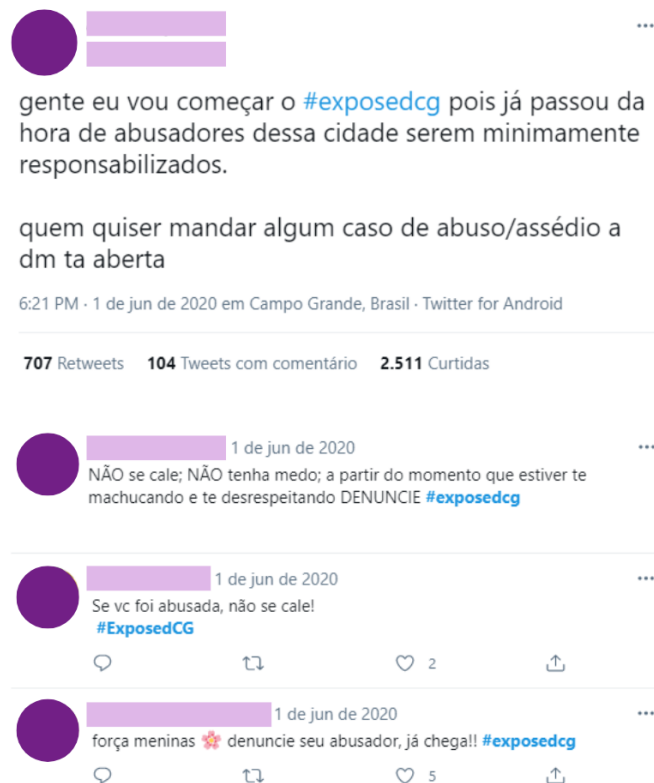 gente eu vou começar o #exposedcg pois já passou da
hora de abusadores dessa cidade serem minimamente
responsabilizados.
quem quiser mandar algum caso de abuso/assédio a
dm ta aberta
6:21 PM · 1 de jun de 2020 em Campo Grande, Brasil · Twitter for Android
707 Retweets 104 Tweets com comentário 2.511 Curtidas
1 de jun de 2020
NÃO se cale; NÃO tenha medo; a partir do momento que estiver te
machucando e te desrespeitando DENUNCIE #exposedcg
1 de jun de 2020
Se vc foi abusada, não se cale!
#ExposedCG
2
1 de jun de 2020
força meninas 🌸 denuncie seu abusador, já chega!! #exposedcg
5